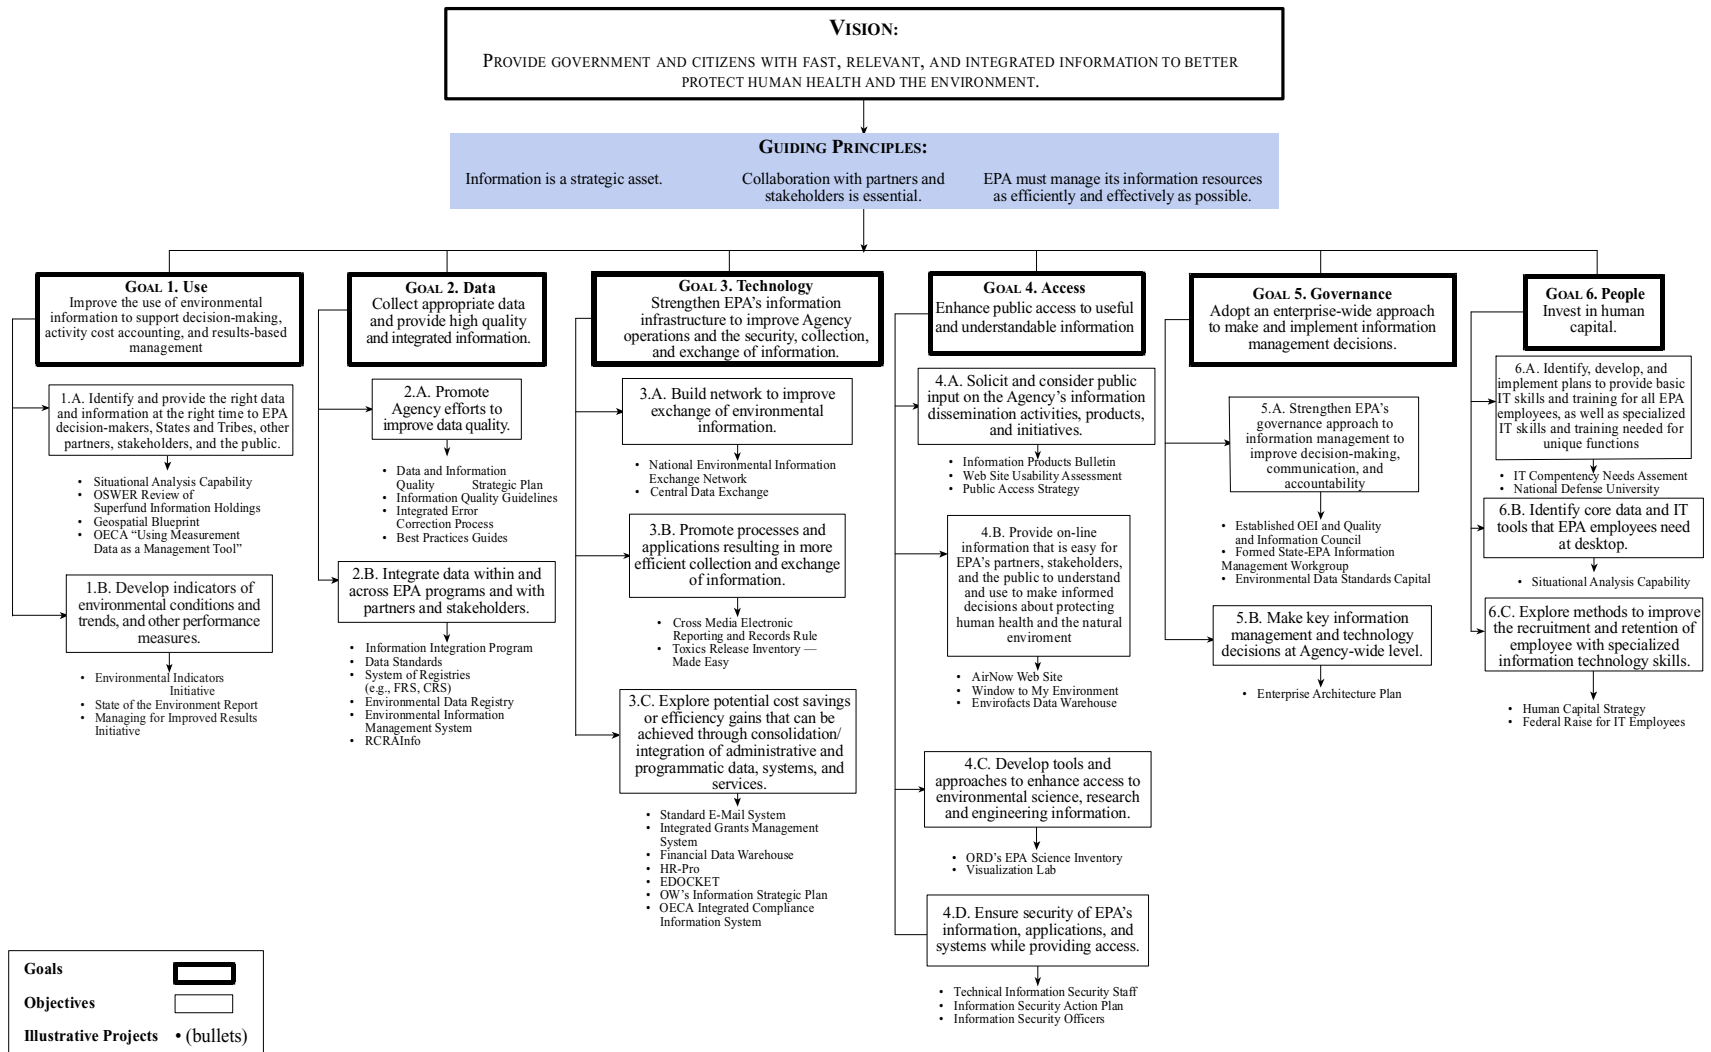 VISION:
PROVIDE GOVERNMENT AND CITIZENS WITH FAST, RELEVANT, AND INTEGRATED INFORMATION TO BETTER
PROTECT HUMAN HEALTH AND THE ENVIRONMENT.
GUIDING PRINCIPLES:
Information is a strategic asset.
Collaboration with partners and
stakeholders is essential.
EPA must manage its information resources
as efficiently and effectively as possible.
GOAL 1. Use
Improve the use of environmental
information to support decision-making,
activity cost accounting, and results-based
management
1.A. Identify and provide the right data
and information at the right time to EPA
decision-makers, States and Tribes, other
partners, stakeholders, and the public.
• Situational Analysis Capability
• OSWER Review of
Superfund Information Holdings
• Geospatial Blueprint
• OECA “Using Measurement
Data as a Management Tool”
1.B. Develop indicators of
environmental conditions and
trends, and other performance
measures.
• Environmental Indicators
Initiative
• State of the Environment Report
• Managing for Improved Results
Initiative
GOAL 2. Data
Collect appropriate data
and provide high quality
and integrated information.
2.A. Promote
Agency efforts to
improve data quality.
• Data and Information
Quality Strategic Plan
• Information Quality Guidelines
• Integrated Error
Correction Process
• Best Practices Guides
2.B. Integrate data within and
across EPA programs and with
partners and stakeholders.
• Information Integration Program
• Data Standards
• System of Registries
(e.g., FRS, CRS)
• Environmental Data Registry
• Environmental Information
Management System
• RCRAInfo
GOAL 3. Technology
Strengthen EPA’s information
infrastructure to improve Agency
operations and the security, collection,
and exchange of information.
3.A. Build network to improve
exchange of environmental
information.
• National Environmental Information
Exchange Network
• Central Data Exchange
3.B. Promote processes and
applications resulting in more
efficient collection and exchange
of information.
• Cross Media Electronic
Reporting and Records Rule
• Toxics Release Inventory —
Made Easy
3.C. Explore potential cost savings
or efficiency gains that can be
achieved through consolidation/
integration of administrative and
programmatic data, systems, and
services.
• Standard E-Mail System
• Integrated Grants Management
System
• Financial Data Warehouse
• HR-Pro
• EDOCKET
• OW’s Information Strategic Plan
• OECA Integrated Compliance
Information System
GOAL 4. Access
Enhance public access to useful
and understandable information
4.A. Solicit and consider public
input on the Agency’s information
dissemination activities, products,
and initiatives.
• Information Products Bulletin
• Web Site Usability Assessment
• Public Access Strategy
4.B. Provide on-line
information that is easy for
EPA’s partners, stakeholders,
and the public to understand
and use to make informed
decisions about protecting
human health and the natural
enviroment
• AirNow Web Site
• Window to My Environment
• Envirofacts Data Warehouse
4.C. Develop tools and
approaches to enhance access to
environmental science, research
and engineering information.
• ORD’s EPA Science Inventory
• Visualization Lab
4.D. Ensure security of EPA’s
information, applications, and
systems while providing access.
• Technical Information Security Staff
• Information Security Action Plan
• Information Security Officers
GOAL 5. Governance
Adopt an enterprise-wide approach
to make and implement information
management decisions.
5.A. Strengthen EPA’s
governance approach to
information management to
improve decision-making,
communication, and
accountability
• Established OEI and Quality
and Information Council
• Formed State-EPA Information
Management Workgroup
• Environmental Data Standards Capital
5.B. Make key information
management and technology
decisions at Agency-wide level.
• Enterprise Architecture Plan
GOAL 6. People
Invest in human
capital.
6.A. Identify, develop, and
implement plans to provide basic
IT skills and training for all EPA
employees, as well as specialized
IT skills and training needed for
unique functions
• IT Compentency Needs Assement
• National Defense University
6.B. Identify core data and IT
tools that EPA employees need
at desktop.
• Situational Analysis Capability
6.C. Explore methods to improve
the recruitment and retention of
employee with specialized
information technology skills.
• Human Capital Strategy
• Federal Raise for IT Employees
Goals
Objectives
Illustrative Projects • (bullets)